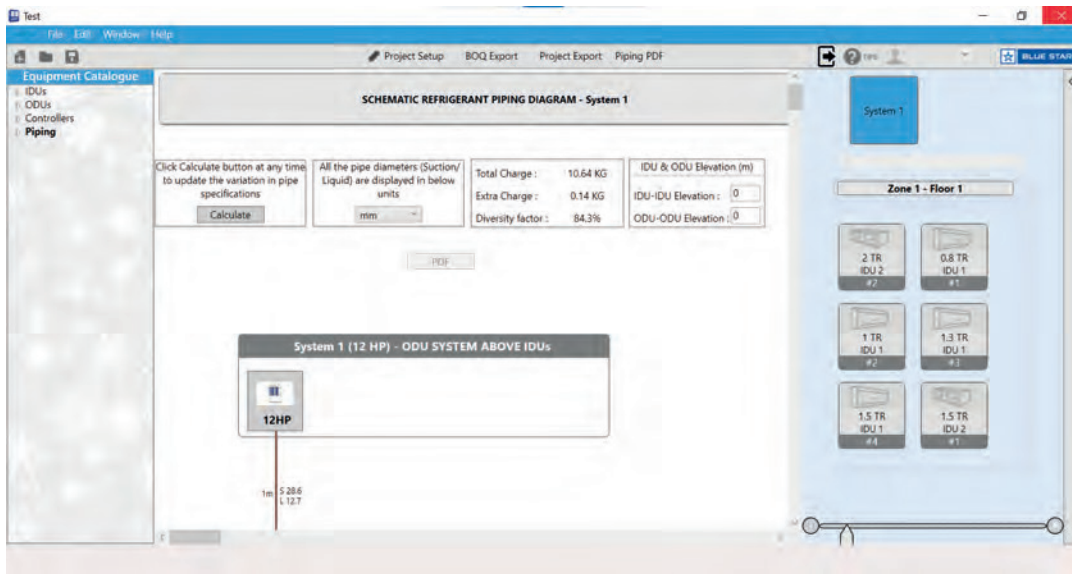 Test
File Edit Window Help
Project Setup BOQ Export Project Export Piping PDF
BLUE STAR
Equipment Catalogue
IDUs
ODUs
Controllers
Piping
SCHEMATIC REFRIGERANT PIPING DIAGRAM - System 1
Click Calculate button at any time
to update the variation in pipe
specifications
Calculate
All the pipe diameters (Suction/
Liquid) are displayed in below
units
mm
Total Charge : 10.64 KG
Extra Charge : 0.14 KG
Diversity factor : 84.3%
IDU & ODU Elevation (m)
IDU-IDU Elevation : 0
ODU-ODU Elevation : 0
PDF
System 1 (12 HP) - ODU SYSTEM ABOVE IDUs
12HP
1m
S 28.6
L 12.7
System 1
Zone 1 - Floor 1
2 TR
IDU 2
#2
0.8 TR
IDU 1
#1
1 TR
IDU 1
#2
1.3 TR
IDU 1
#3
1.5 TR
IDU 1
#4
1.5 TR
IDU 2
#1